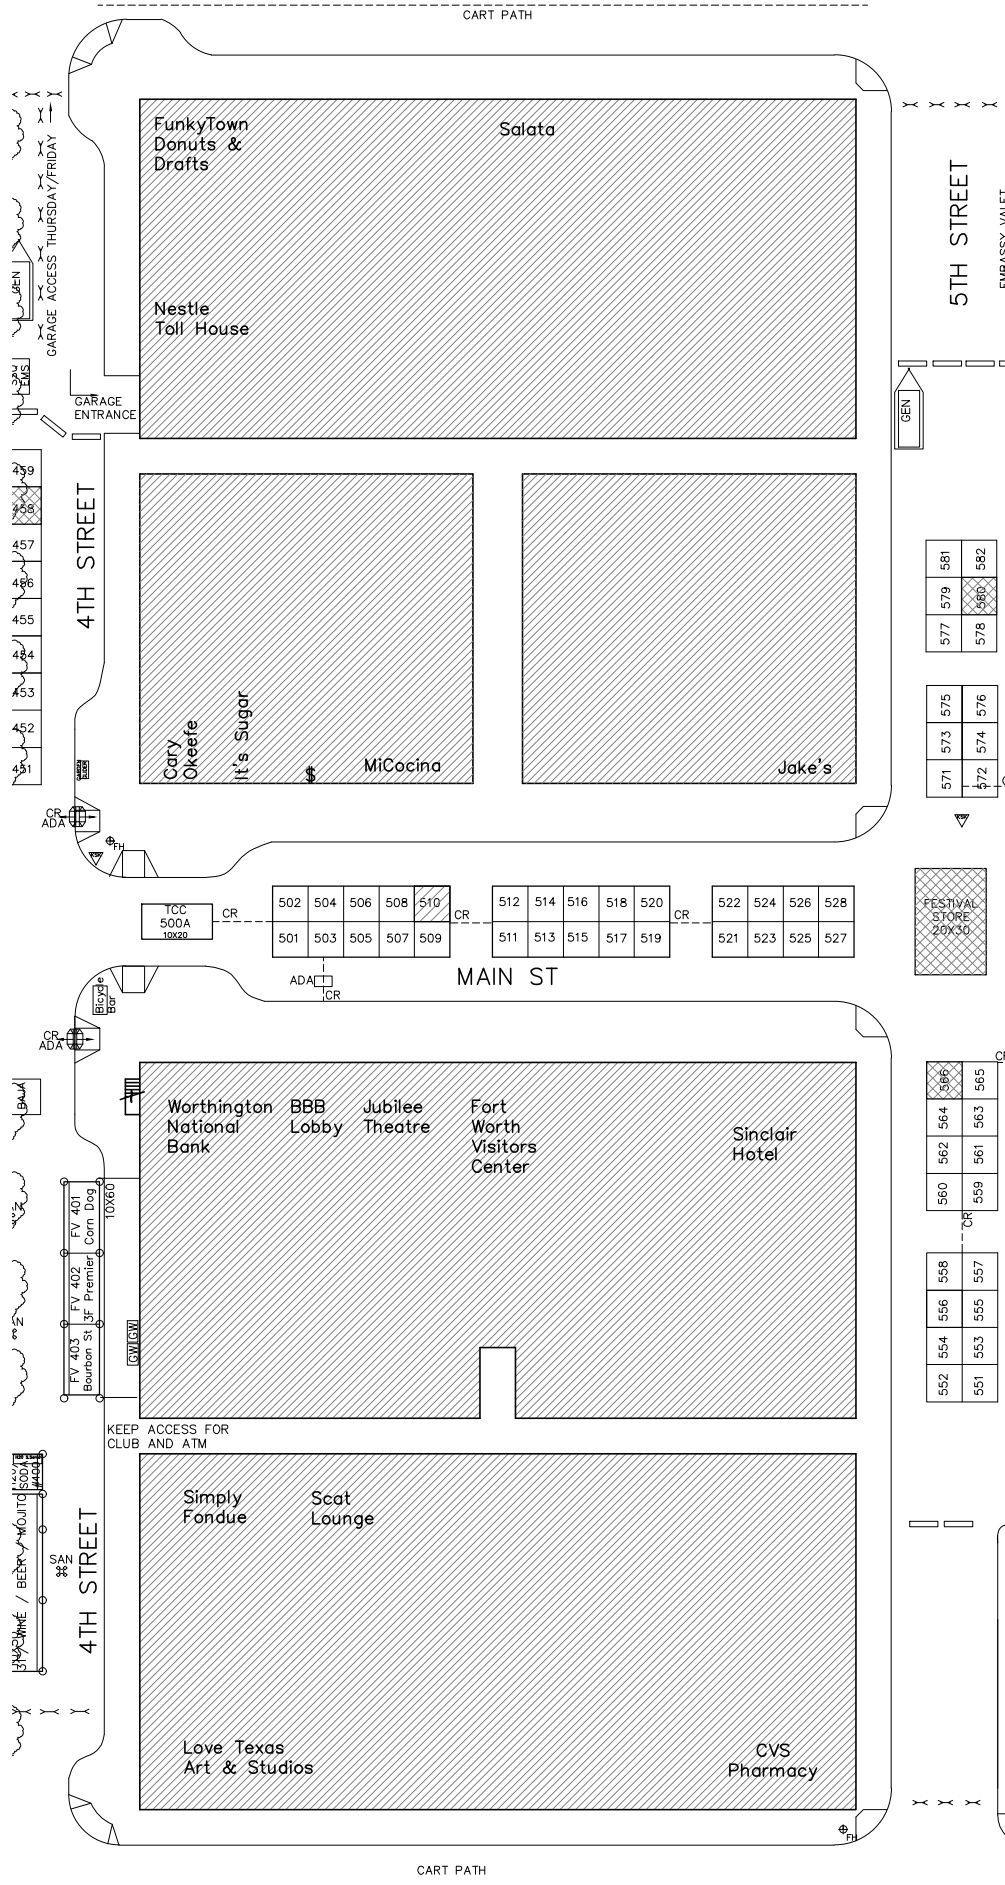 CART PATH
FunkyTown
Donuts &
Drafts
Salata
GARAGE ACCESS THURSDAY/FRIDAY
5TH STREET
GEN
Nestle
Toll House
EMS
GARAGE
ENTRANCE
GEN
459
458
457
456
455
454
453
452
451
4TH STREET
581 582
579 580
577 578
575 576
573 574
571 572
Cary
Okeefe
It's Sugar
$
MiCocina
Jake's
CR
ADA
FH
TCC
500A
10X20
CR
502 504 506 508 510
501 503 505 507 509
CR
512 514 516 518 520
511 513 515 517 519
CR
522 524 526 528
521 523 525 527
FESTIVAL
STORE
20X30
ADA
CR
MAIN ST
Bicycle
Bar
CR
ADA
BAJA
Worthington
National
Bank
BBB
Lobby
Jubilee
Theatre
Fort
Worth
Visitors
Center
Sinclair
Hotel
566 565
564 563
562 561
560 559
CR
558 557
556 555
554 553
552 551
10X60
FV 401
Corn Dog
FV 402
3F Premier
FV 403
Bourbon St
GW GW
KEEP ACCESS FOR
CLUB AND ATM
Simply
Fondue
Scat
Lounge
SODA
#400
WINE / BEER / MOJITO
SAN
4TH STREET
Love Texas
Art & Studios
CVS
Pharmacy
FH
CART PATH